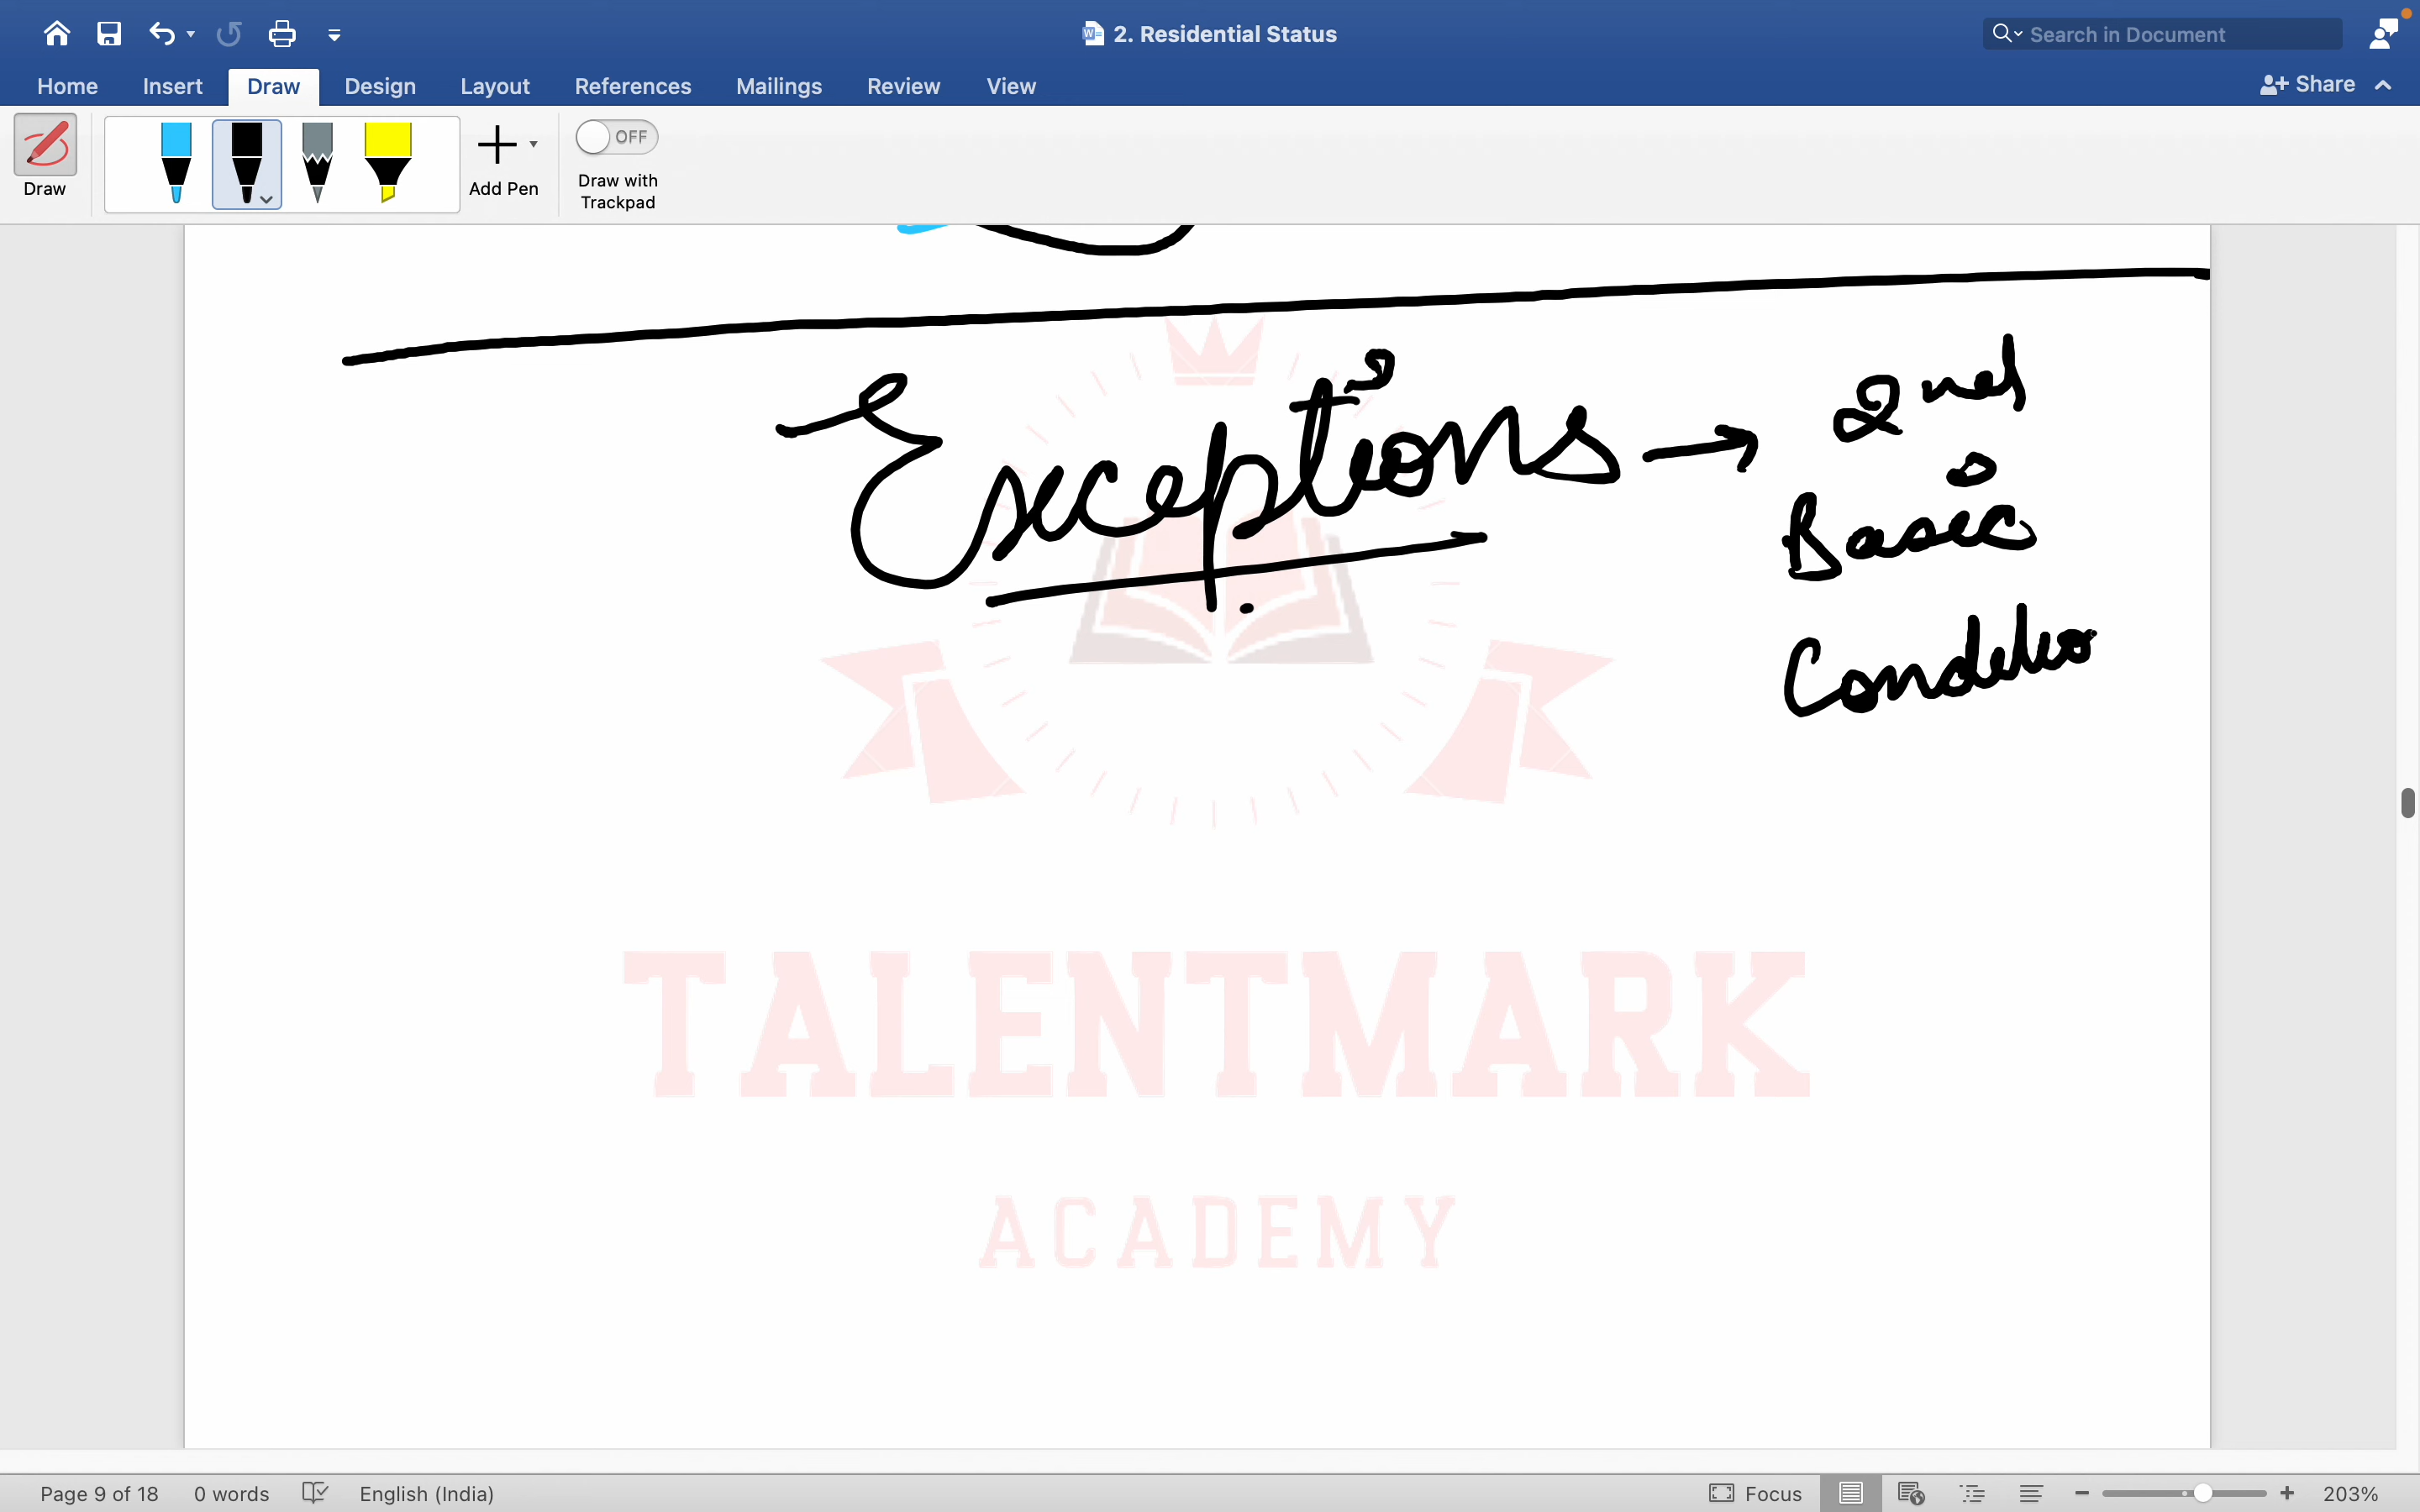 2. Residential Status
Search in Document
Home Insert Draw Design Layout References Mailings Review View
Share
Draw
Add Pen
OFF
Draw with
Trackpad
Exceptions → 2nd
Basic
Conditio
TALENTMARK
ACADEMY
Page 9 of 18 0 words English (India) Focus 203%